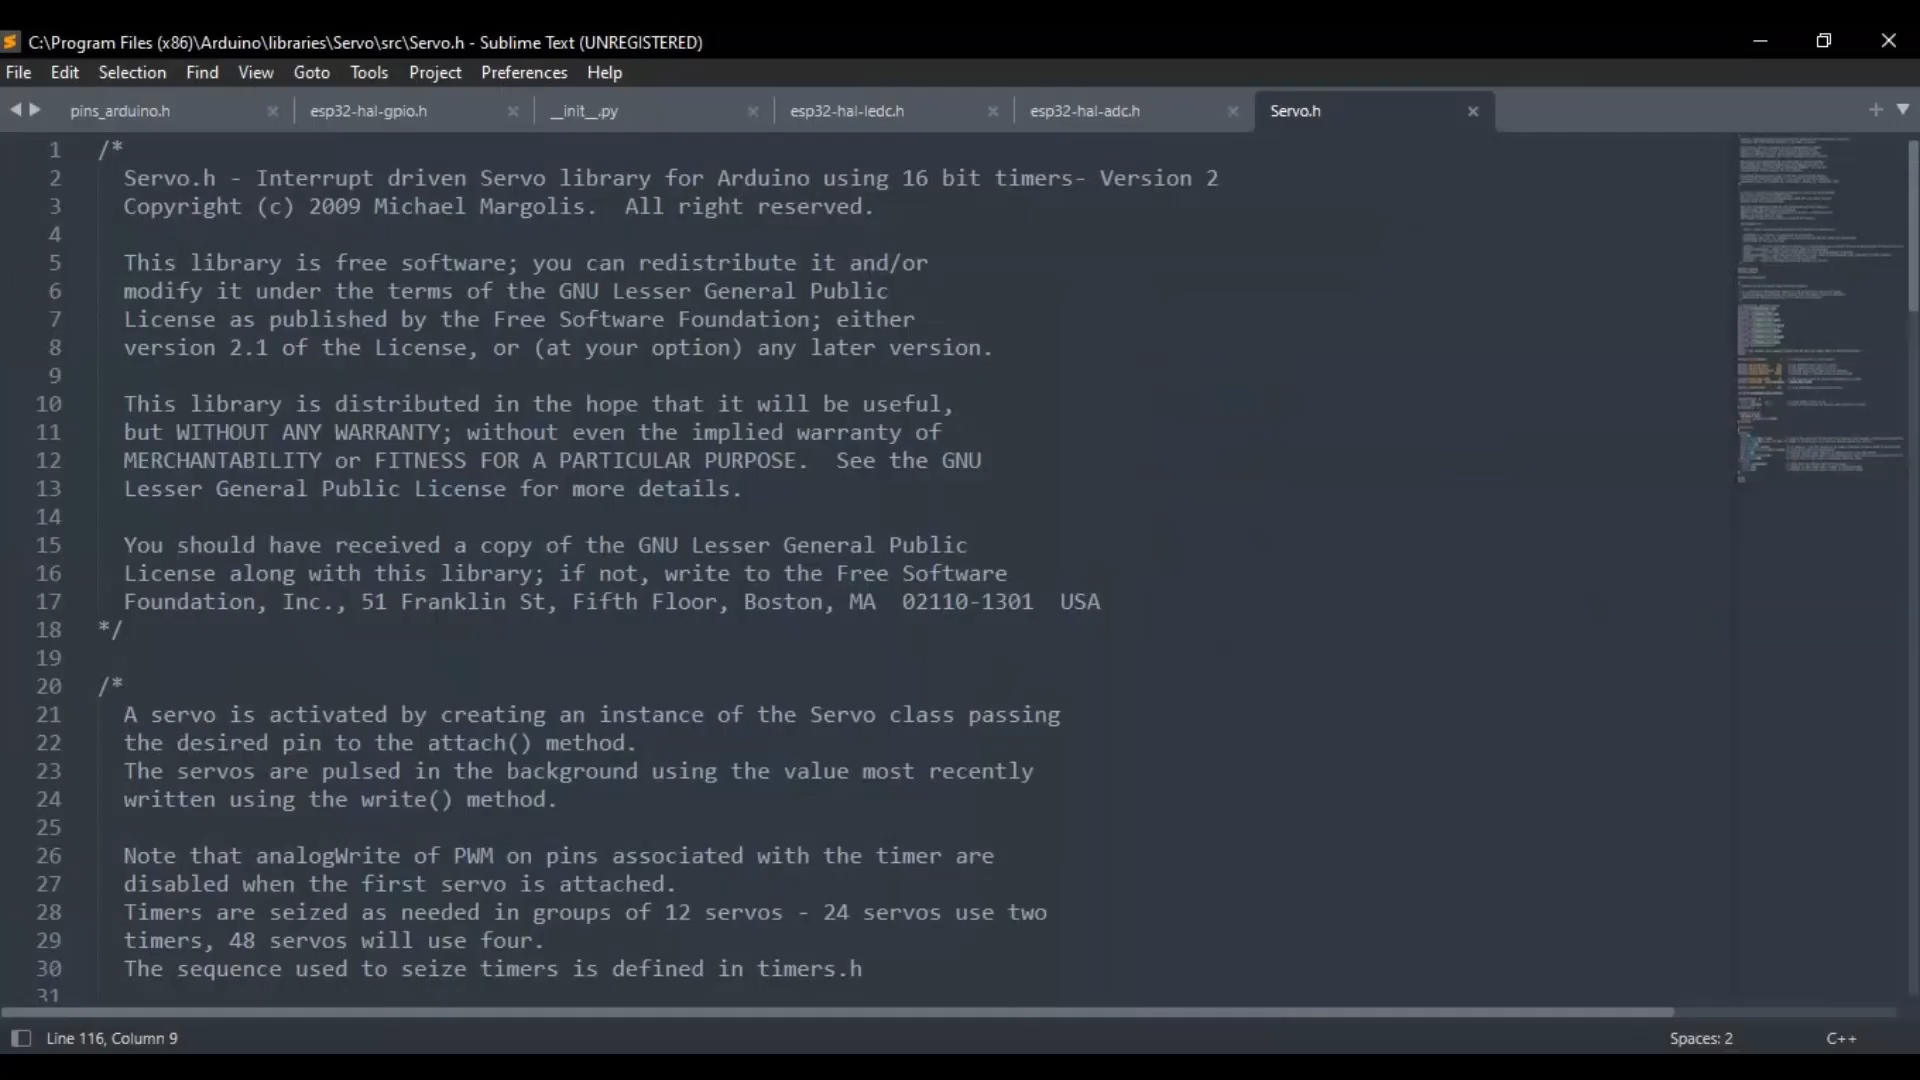 C:\Program Files (x86)\Arduino\libraries\Servo\src\Servo.h - Sublime Text (UNREGISTERED)
File Edit Selection Find View Goto Tools Project Preferences Help
pins_arduino.h esp32-hal-gpio.h __init__.py esp32-hal-ledc.h esp32-hal-adc.h Servo.h
1 /*
2 Servo.h - Interrupt driven Servo library for Arduino using 16 bit timers- Version 2
3 Copyright (c) 2009 Michael Margolis.  All right reserved.
4
5 This library is free software; you can redistribute it and/or
6 modify it under the terms of the GNU Lesser General Public
7 License as published by the Free Software Foundation; either
8 version 2.1 of the License, or (at your option) any later version.
9
10 This library is distributed in the hope that it will be useful,
11 but WITHOUT ANY WARRANTY; without even the implied warranty of
12 MERCHANTABILITY or FITNESS FOR A PARTICULAR PURPOSE.  See the GNU
13 Lesser General Public License for more details.
14
15 You should have received a copy of the GNU Lesser General Public
16 License along with this library; if not, write to the Free Software
17 Foundation, Inc., 51 Franklin St, Fifth Floor, Boston, MA  02110-1301  USA
18 */
19
20 /*
21 A servo is activated by creating an instance of the Servo class passing
22 the desired pin to the attach() method.
23 The servos are pulsed in the background using the value most recently
24 written using the write() method.
25
26 Note that analogWrite of PWM on pins associated with the timer are
27 disabled when the first servo is attached.
28 Timers are seized as needed in groups of 12 servos - 24 servos use two
29 timers, 48 servos will use four.
30 The sequence used to seize timers is defined in timers.h
31
Line 116, Column 9 Spaces: 2 C++